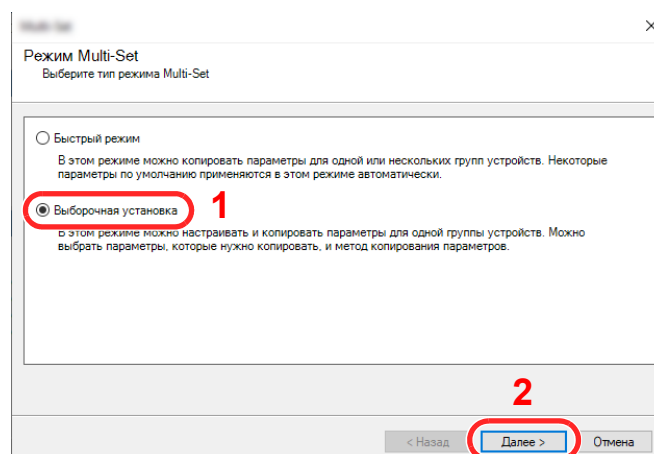 Режим Multi-Set
Выберите тип режима Multi-Set
Быстрый режим
В этом режиме можно копировать параметры для одной или нескольких групп устройств. Некоторые
параметры по умолчанию применяются в этом режиме автоматически.
Выборочная установка
1
В этом режиме можно настраивать и копировать параметры для одной группы устройств. Можно
выбрать параметры, которые нужно копировать, и метод копирования параметров.
2
< Назад
Далее >
Отмена